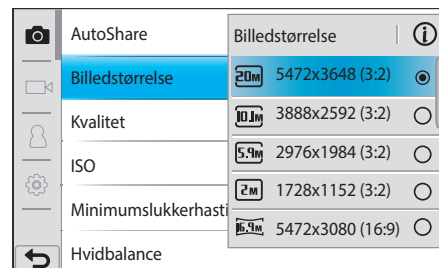 AutoShare
Billedstørrelse
Kvalitet
ISO
Minimumslukkerhasti
Hvidbalance
Billedstørrelse
20M 5472x3648 (3:2)
10.1M 3888x2592 (3:2)
5.9M 2976x1984 (3:2)
2M 1728x1152 (3:2)
16.9M 5472x3080 (16:9)